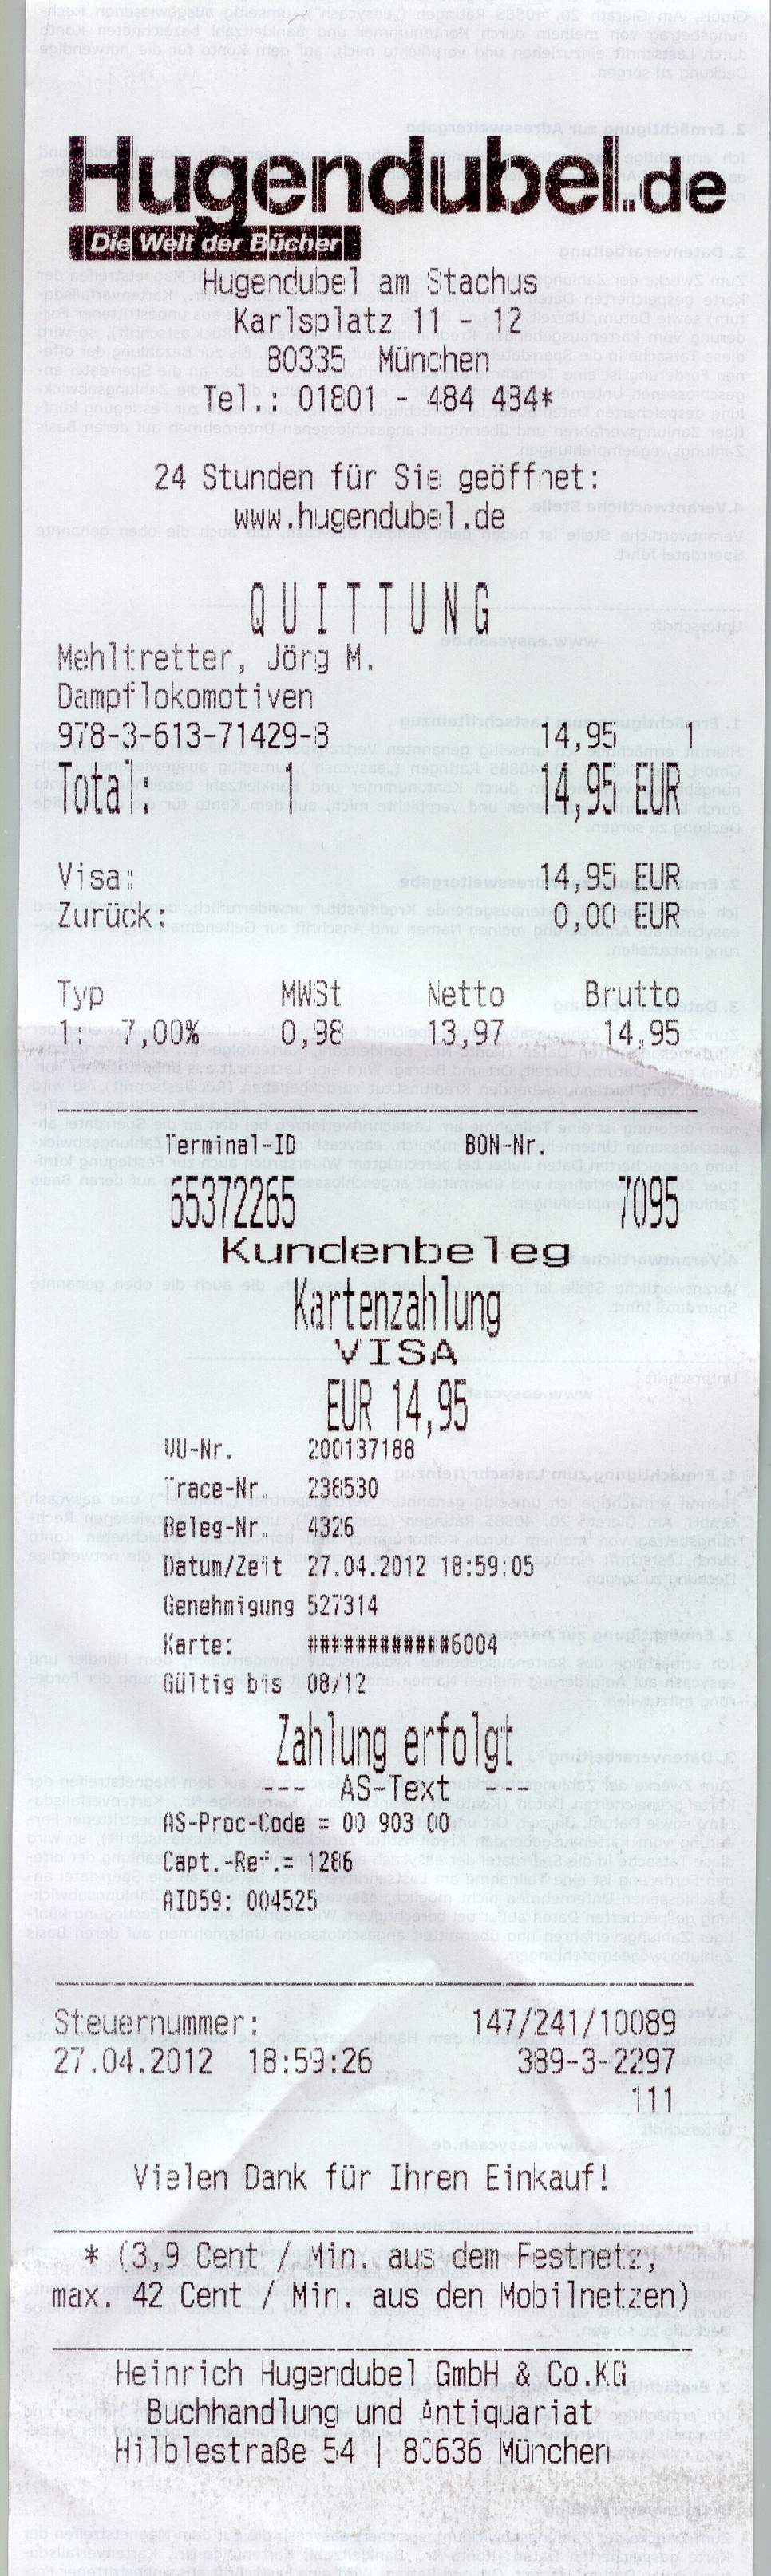 Hugendubel.de
Die Welt der Bücher
Hugendubel am Stachus
Karlsplatz 11 - 12
80335 München
Tel.: 01801 - 484 484*
24 Stunden für Sie geöffnet:
www.hugendubel.de
QUITTUNG
Mehltretter, Jörg M.
Dampflokomotiven
978-3-613-71429-8 14,95 1
Total: 1 14,95 EUR
Visa: 14,95 EUR
Zurück: 0,00 EUR
Typ MWSt Netto Brutto
1: 7,00% 0,98 13,97 14,95
Terminal-ID BON-Nr.
65372265 7095
Kundenbeleg
Kartenzahlung
VISA
EUR 14,95
VU-Nr. 200137188
Trace-Nr. 238530
Beleg-Nr. 4326
Datum/Zeit 27.04.2012 18:59:05
Genehmigung 527314
Karte: ############6004
Gültig bis 08/12
Zahlung erfolgt
---- AS-Text ----
AS-Proc-Code = 00 903 00
Capt.-Ref.= 1286
AID59: 004525
Steuernummer: 147/241/10089
27.04.2012 18:59:26 389-3-2297
111
Vielen Dank für Ihren Einkauf!
* (3,9 Cent / Min. aus dem Festnetz,
max. 42 Cent / Min. aus den Mobilnetzen)
Heinrich Hugendubel GmbH & Co.KG
Buchhandlung und Antiquariat
Hilblestraße 54 | 80636 München